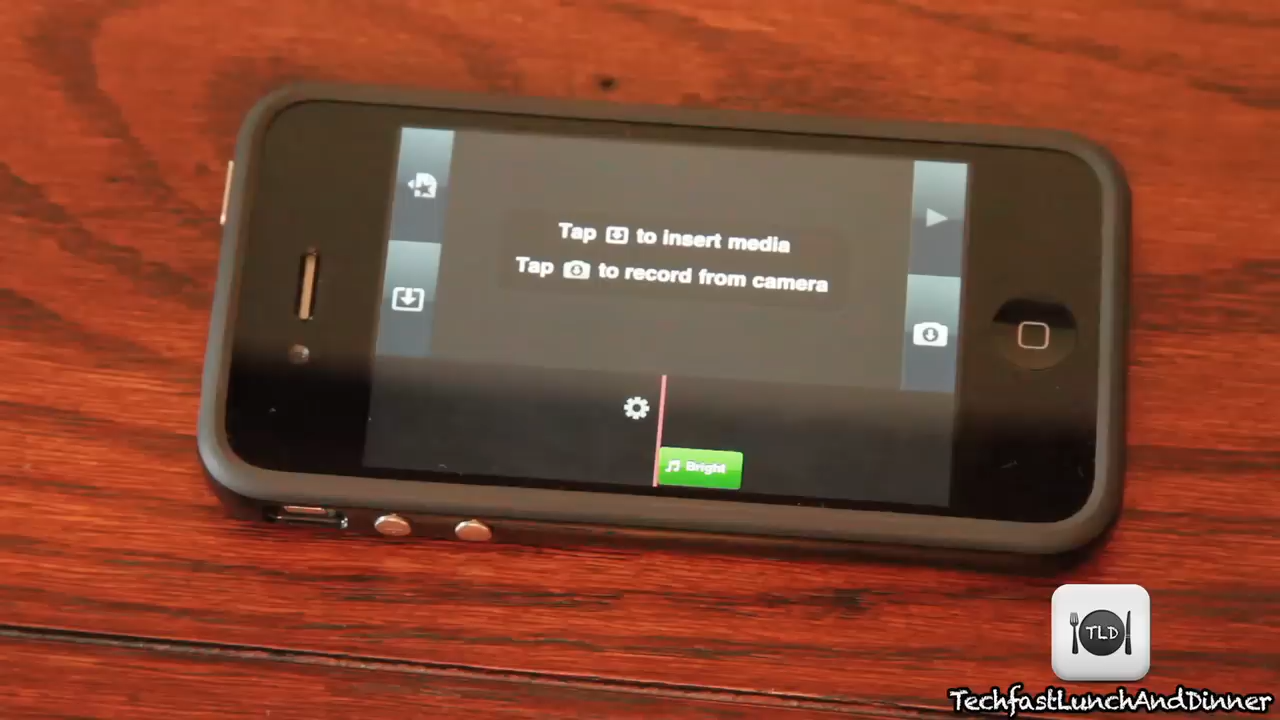 Tap to insert media
Tap to record from camera
Bright
TLD
TechfastLunchAndDinner